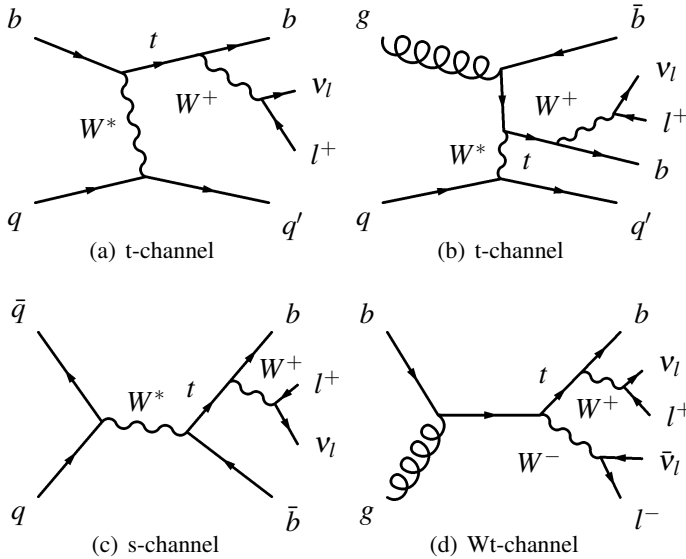 b
t
b
W*
W⁺
ν_l
l⁺
q
q′
(a) t-channel
g
b̄
ν_l
W⁺
l⁺
W*
t
b
q
q′
(b) t-channel
q̄
b
t
W⁺
l⁺
W*
ν_l
q
b̄
(c) s-channel
b
b
ν_l
t
W⁺
l⁺
W⁻
ν̄_l
g
l⁻
(d) Wt-channel